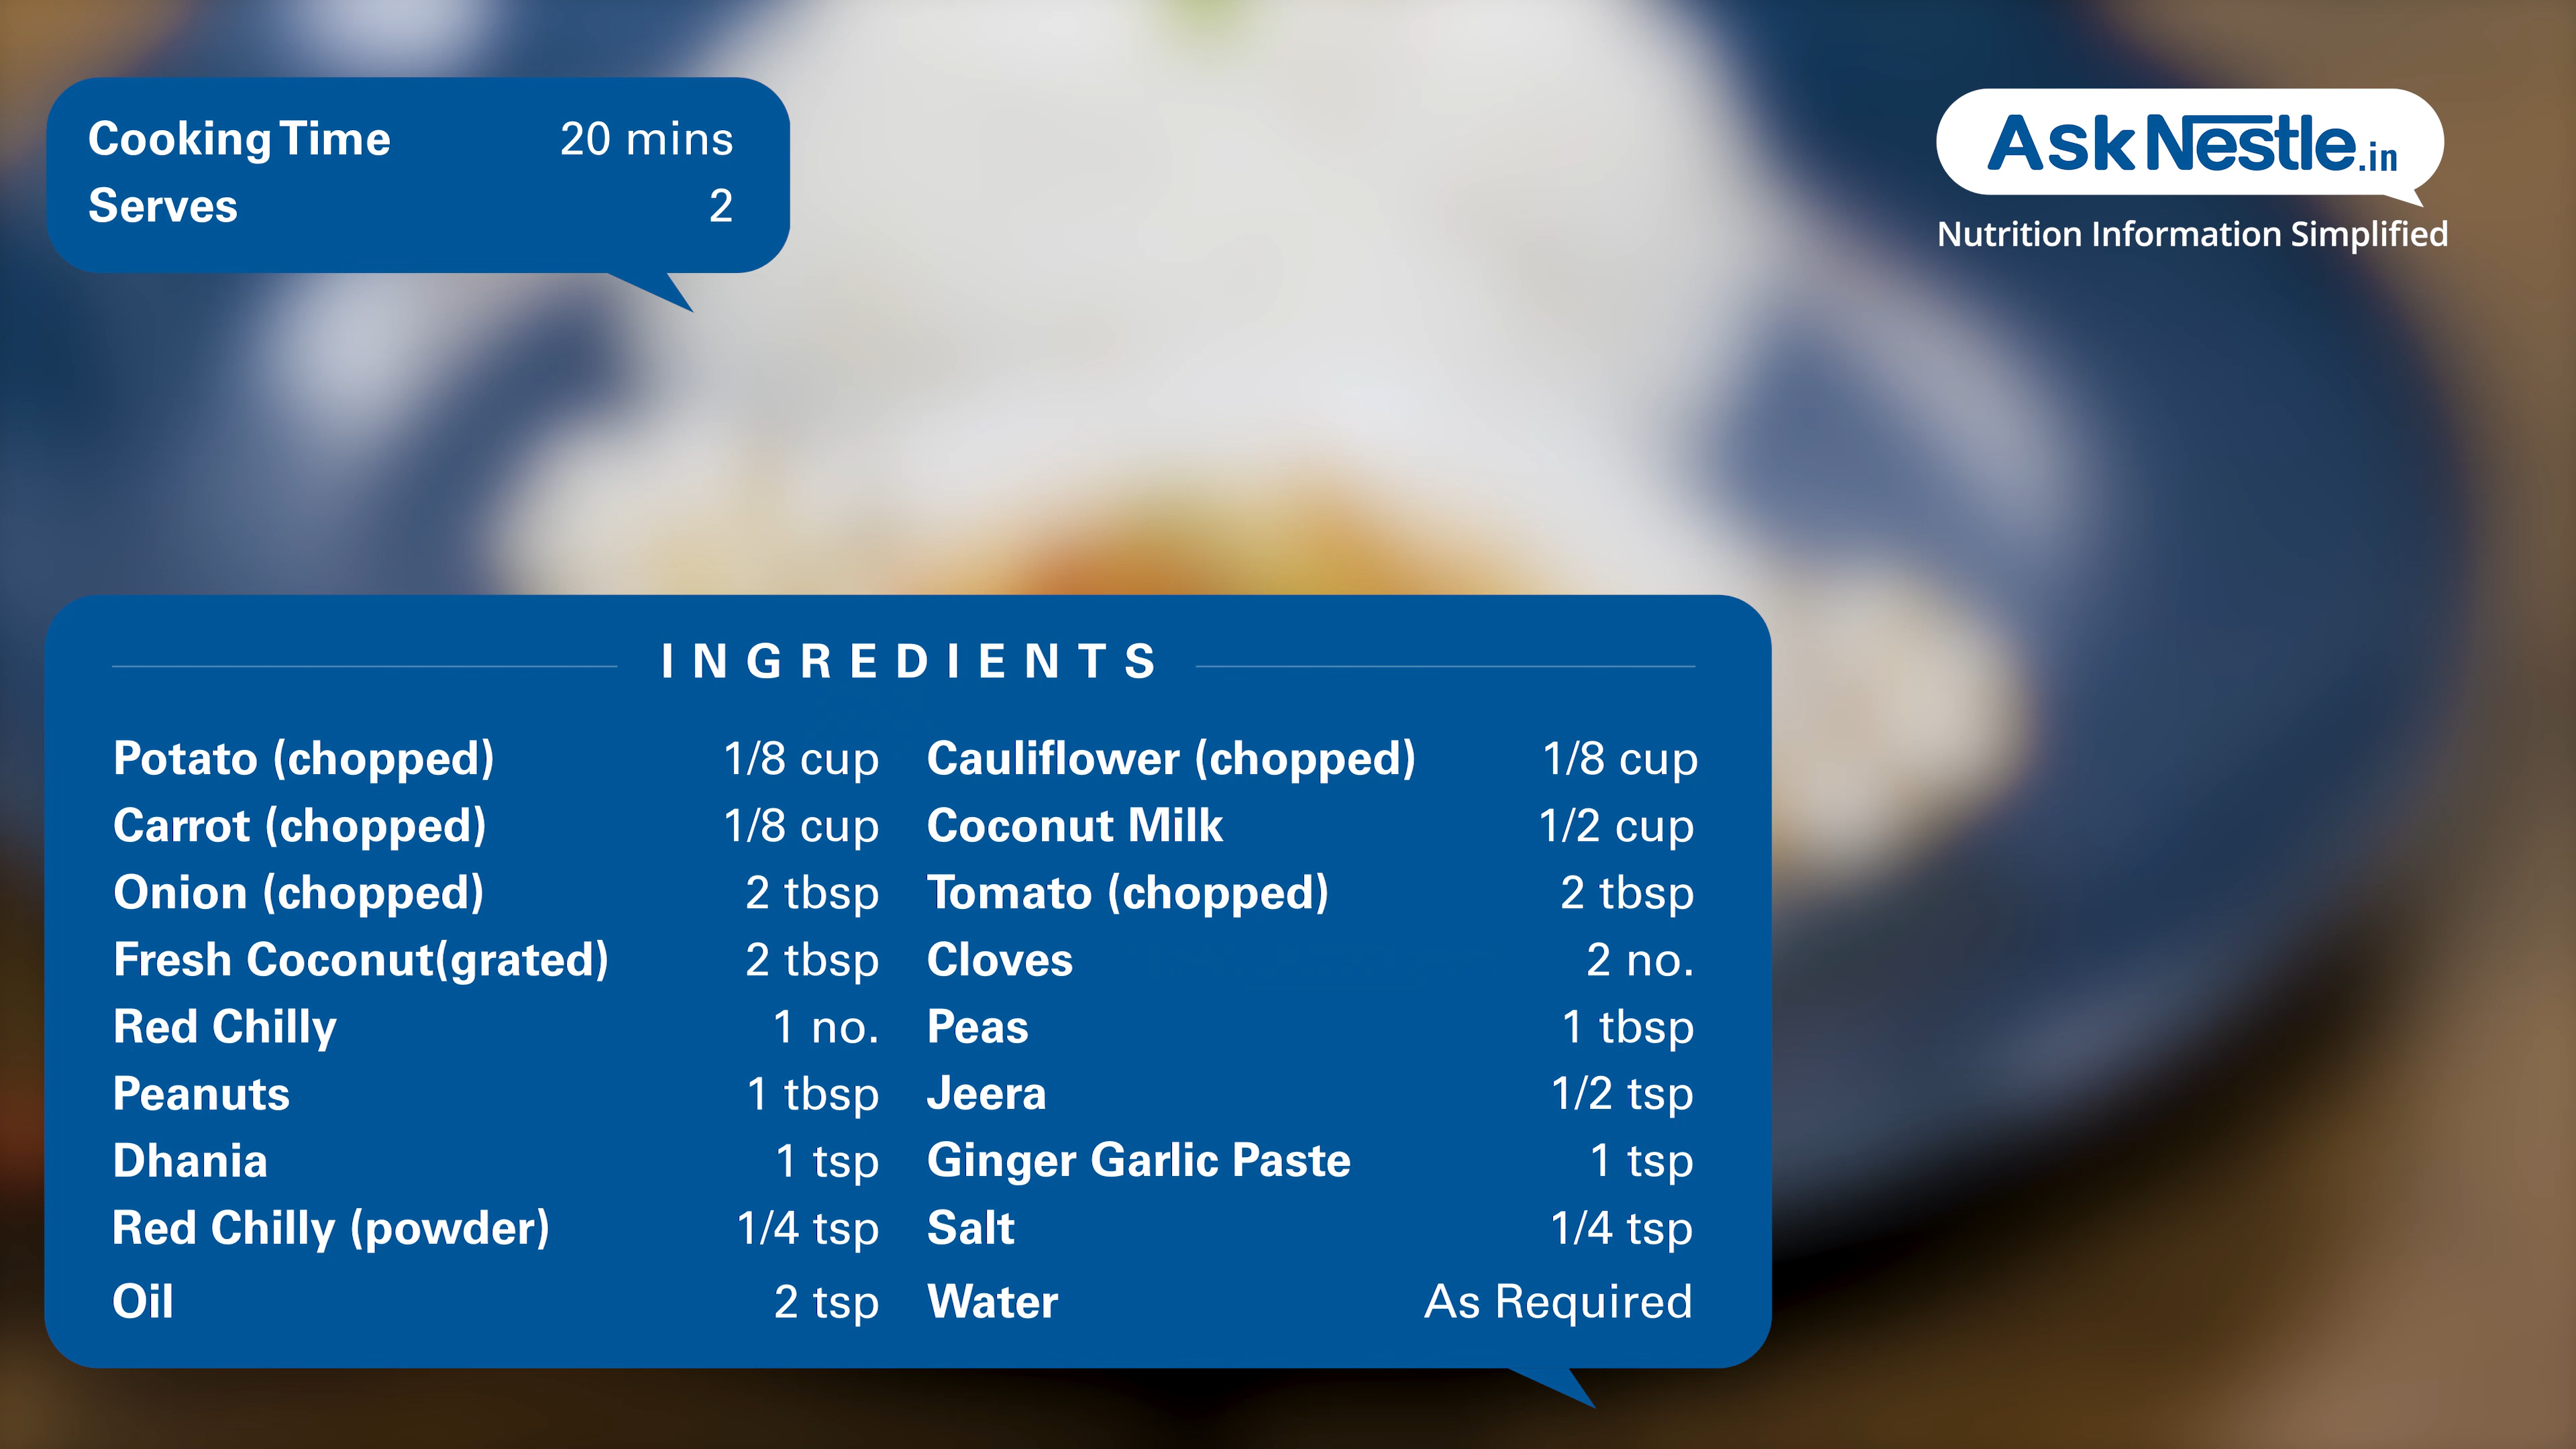 Cooking Time 20 mins
Serves 2
AskNestle.in
Nutrition Information Simplified
INGREDIENTS
Potato (chopped) 1/8 cup Cauliflower (chopped) 1/8 cup
Carrot (chopped) 1/8 cup Coconut Milk 1/2 cup
Onion (chopped) 2 tbsp Tomato (chopped) 2 tbsp
Fresh Coconut(grated) 2 tbsp Cloves 2 no.
Red Chilly 1 no. Peas 1 tbsp
Peanuts 1 tbsp Jeera 1/2 tsp
Dhania 1 tsp Ginger Garlic Paste 1 tsp
Red Chilly (powder) 1/4 tsp Salt 1/4 tsp
Oil 2 tsp Water As Required